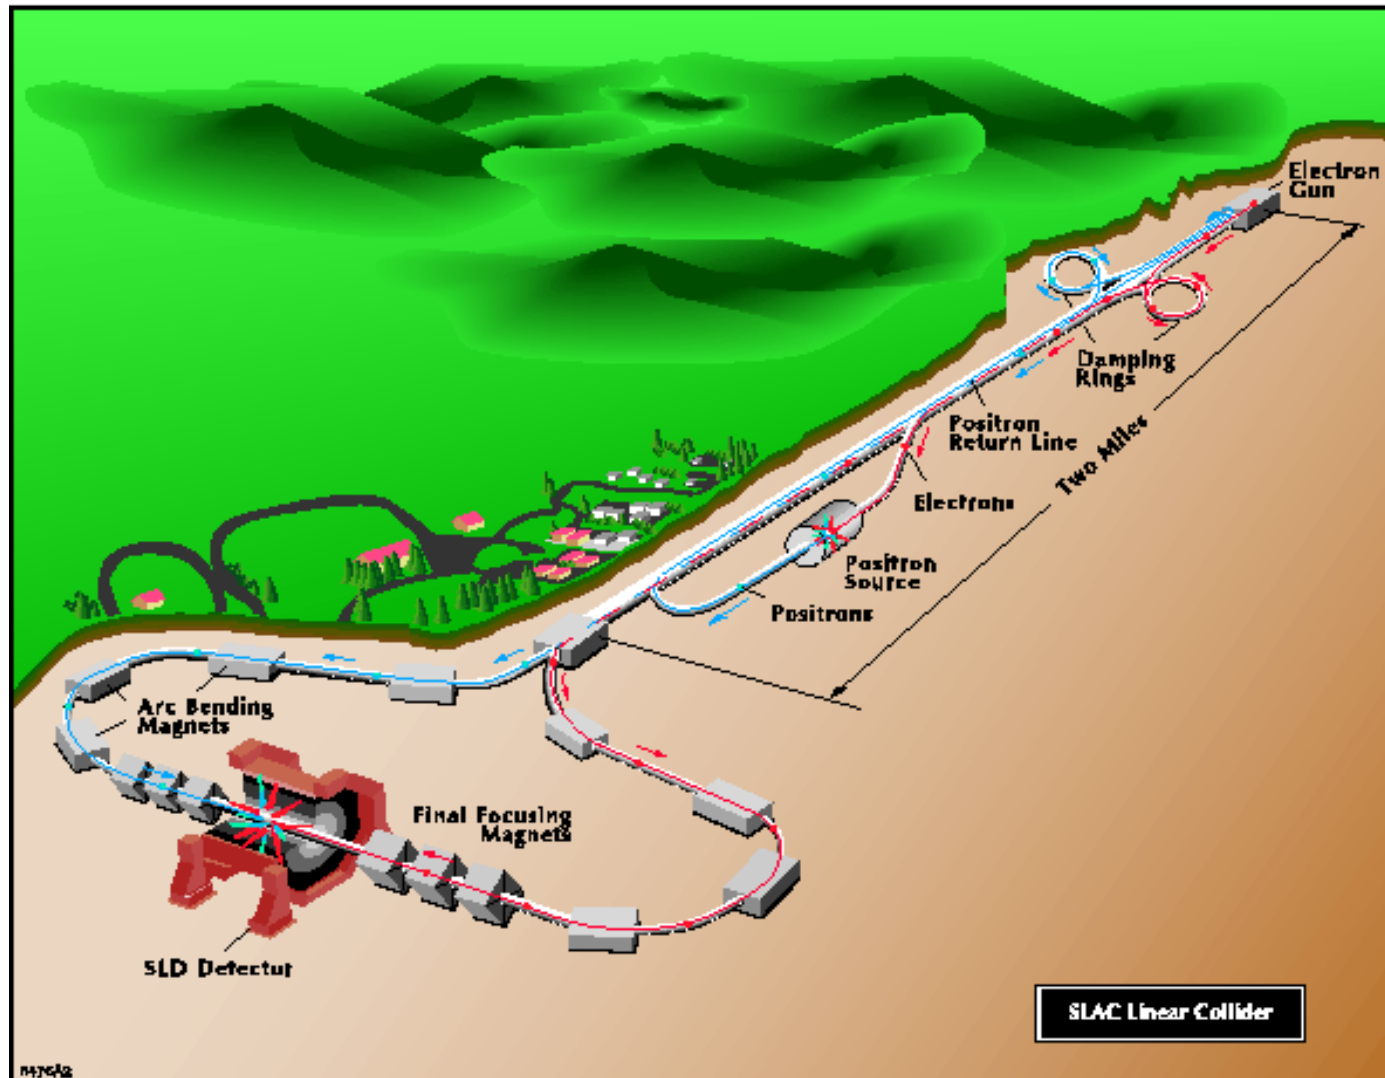 Electron
Gun
Damping
Rings
Positron
Return Line
Two Miles
Electrons
Positron
Source
Positrons
Arc Bending
Magnets
Final Focusing
Magnets
SLD Detector
SLAC Linear Collider